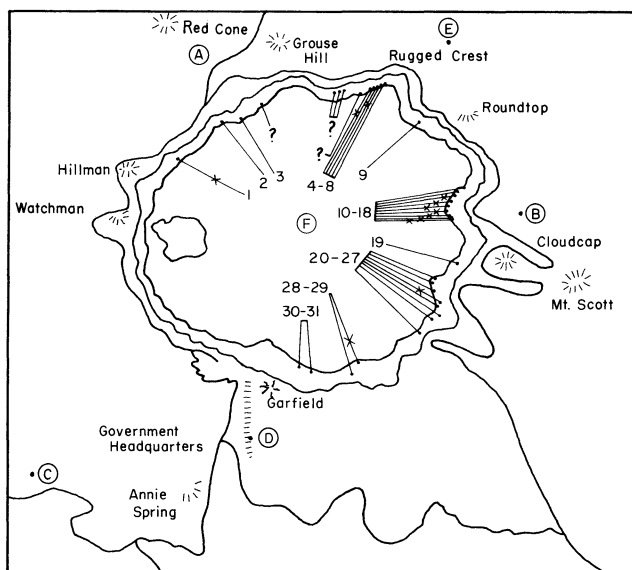 Red Cone
A
Grouse
Hill
E
Rugged Crest
Roundtop
?
?
?
Hillman
1
2
3
4-8
9
Watchman
10-18
B
F
Cloudcap
19
20-27
Mt. Scott
28-29
30-31
Garfield
Government
Headquarters
D
C
Annie
Spring